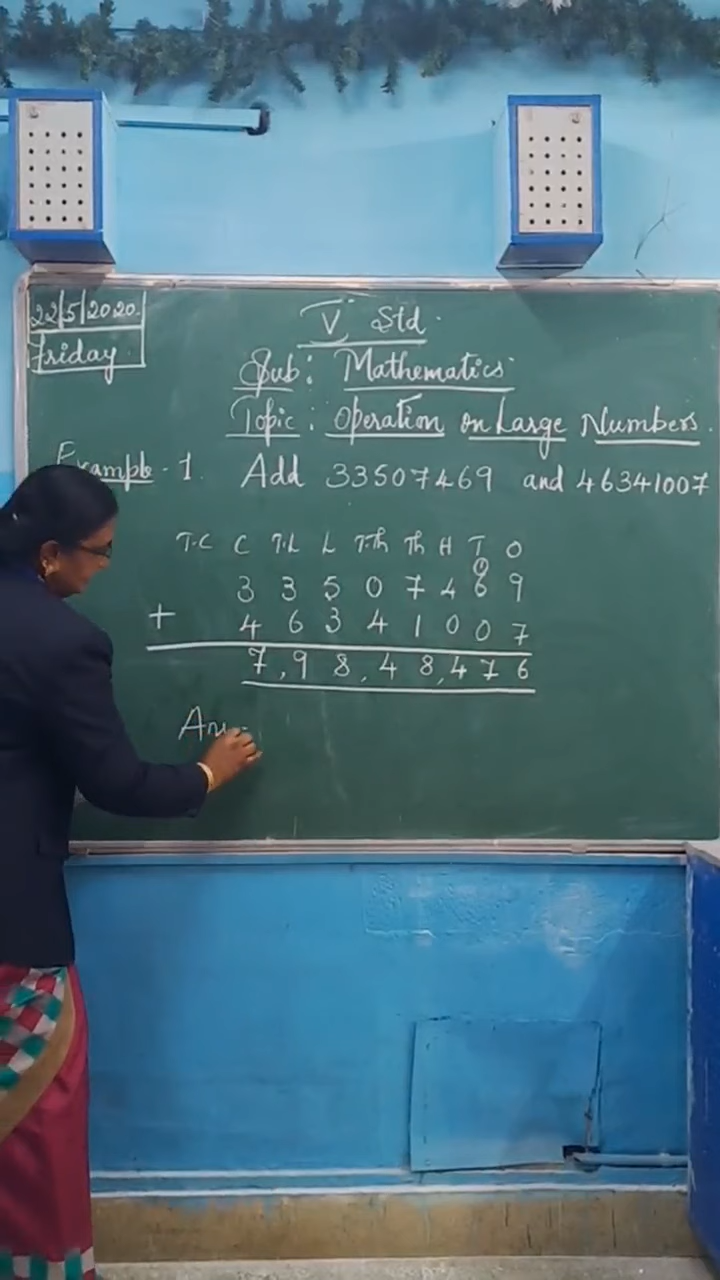 22/5/2020.
Friday.
V Std.
Sub: Mathematics.
Topic: Operation on Large Numbers.
Example - 1. Add 33507469 and 46341007
T.C C T.L L T.Th Th H T O
1
3 3 5 0 7 4 6 9
+ 4 6 3 4 1 0 0 7
7,9 8,4 8,4 7 6